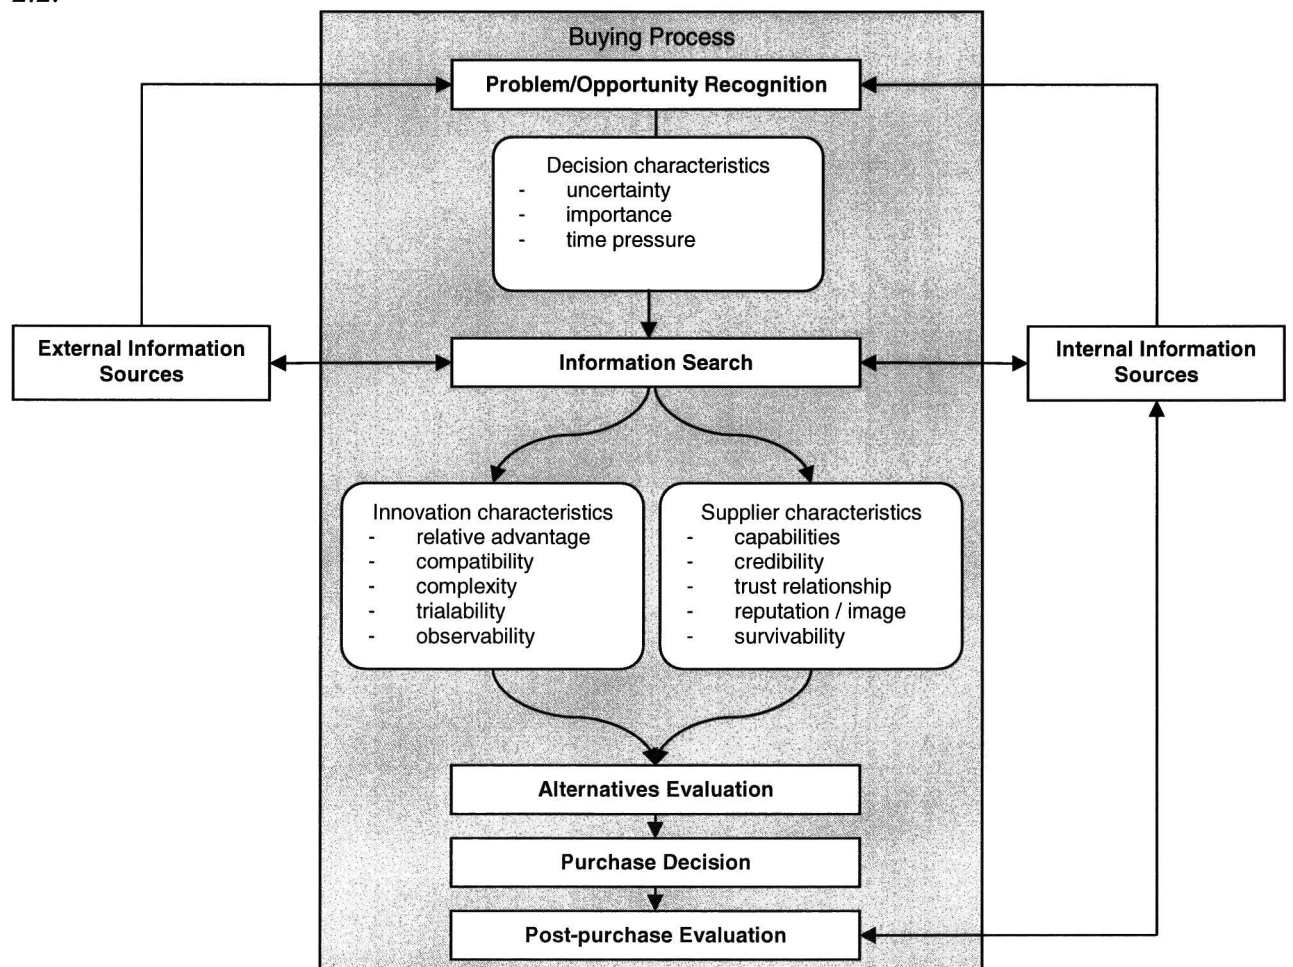 Buying Process
Problem/Opportunity Recognition
Decision characteristics
- uncertainty
- importance
- time pressure
External Information
Sources
Information Search
Internal Information
Sources
Innovation characteristics
- relative advantage
- compatibility
- complexity
- trialability
- observability
Supplier characteristics
- capabilities
- credibility
- trust relationship
- reputation / image
- survivability
Alternatives Evaluation
Purchase Decision
Post-purchase Evaluation